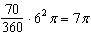 70/360 · 6² π = 7π